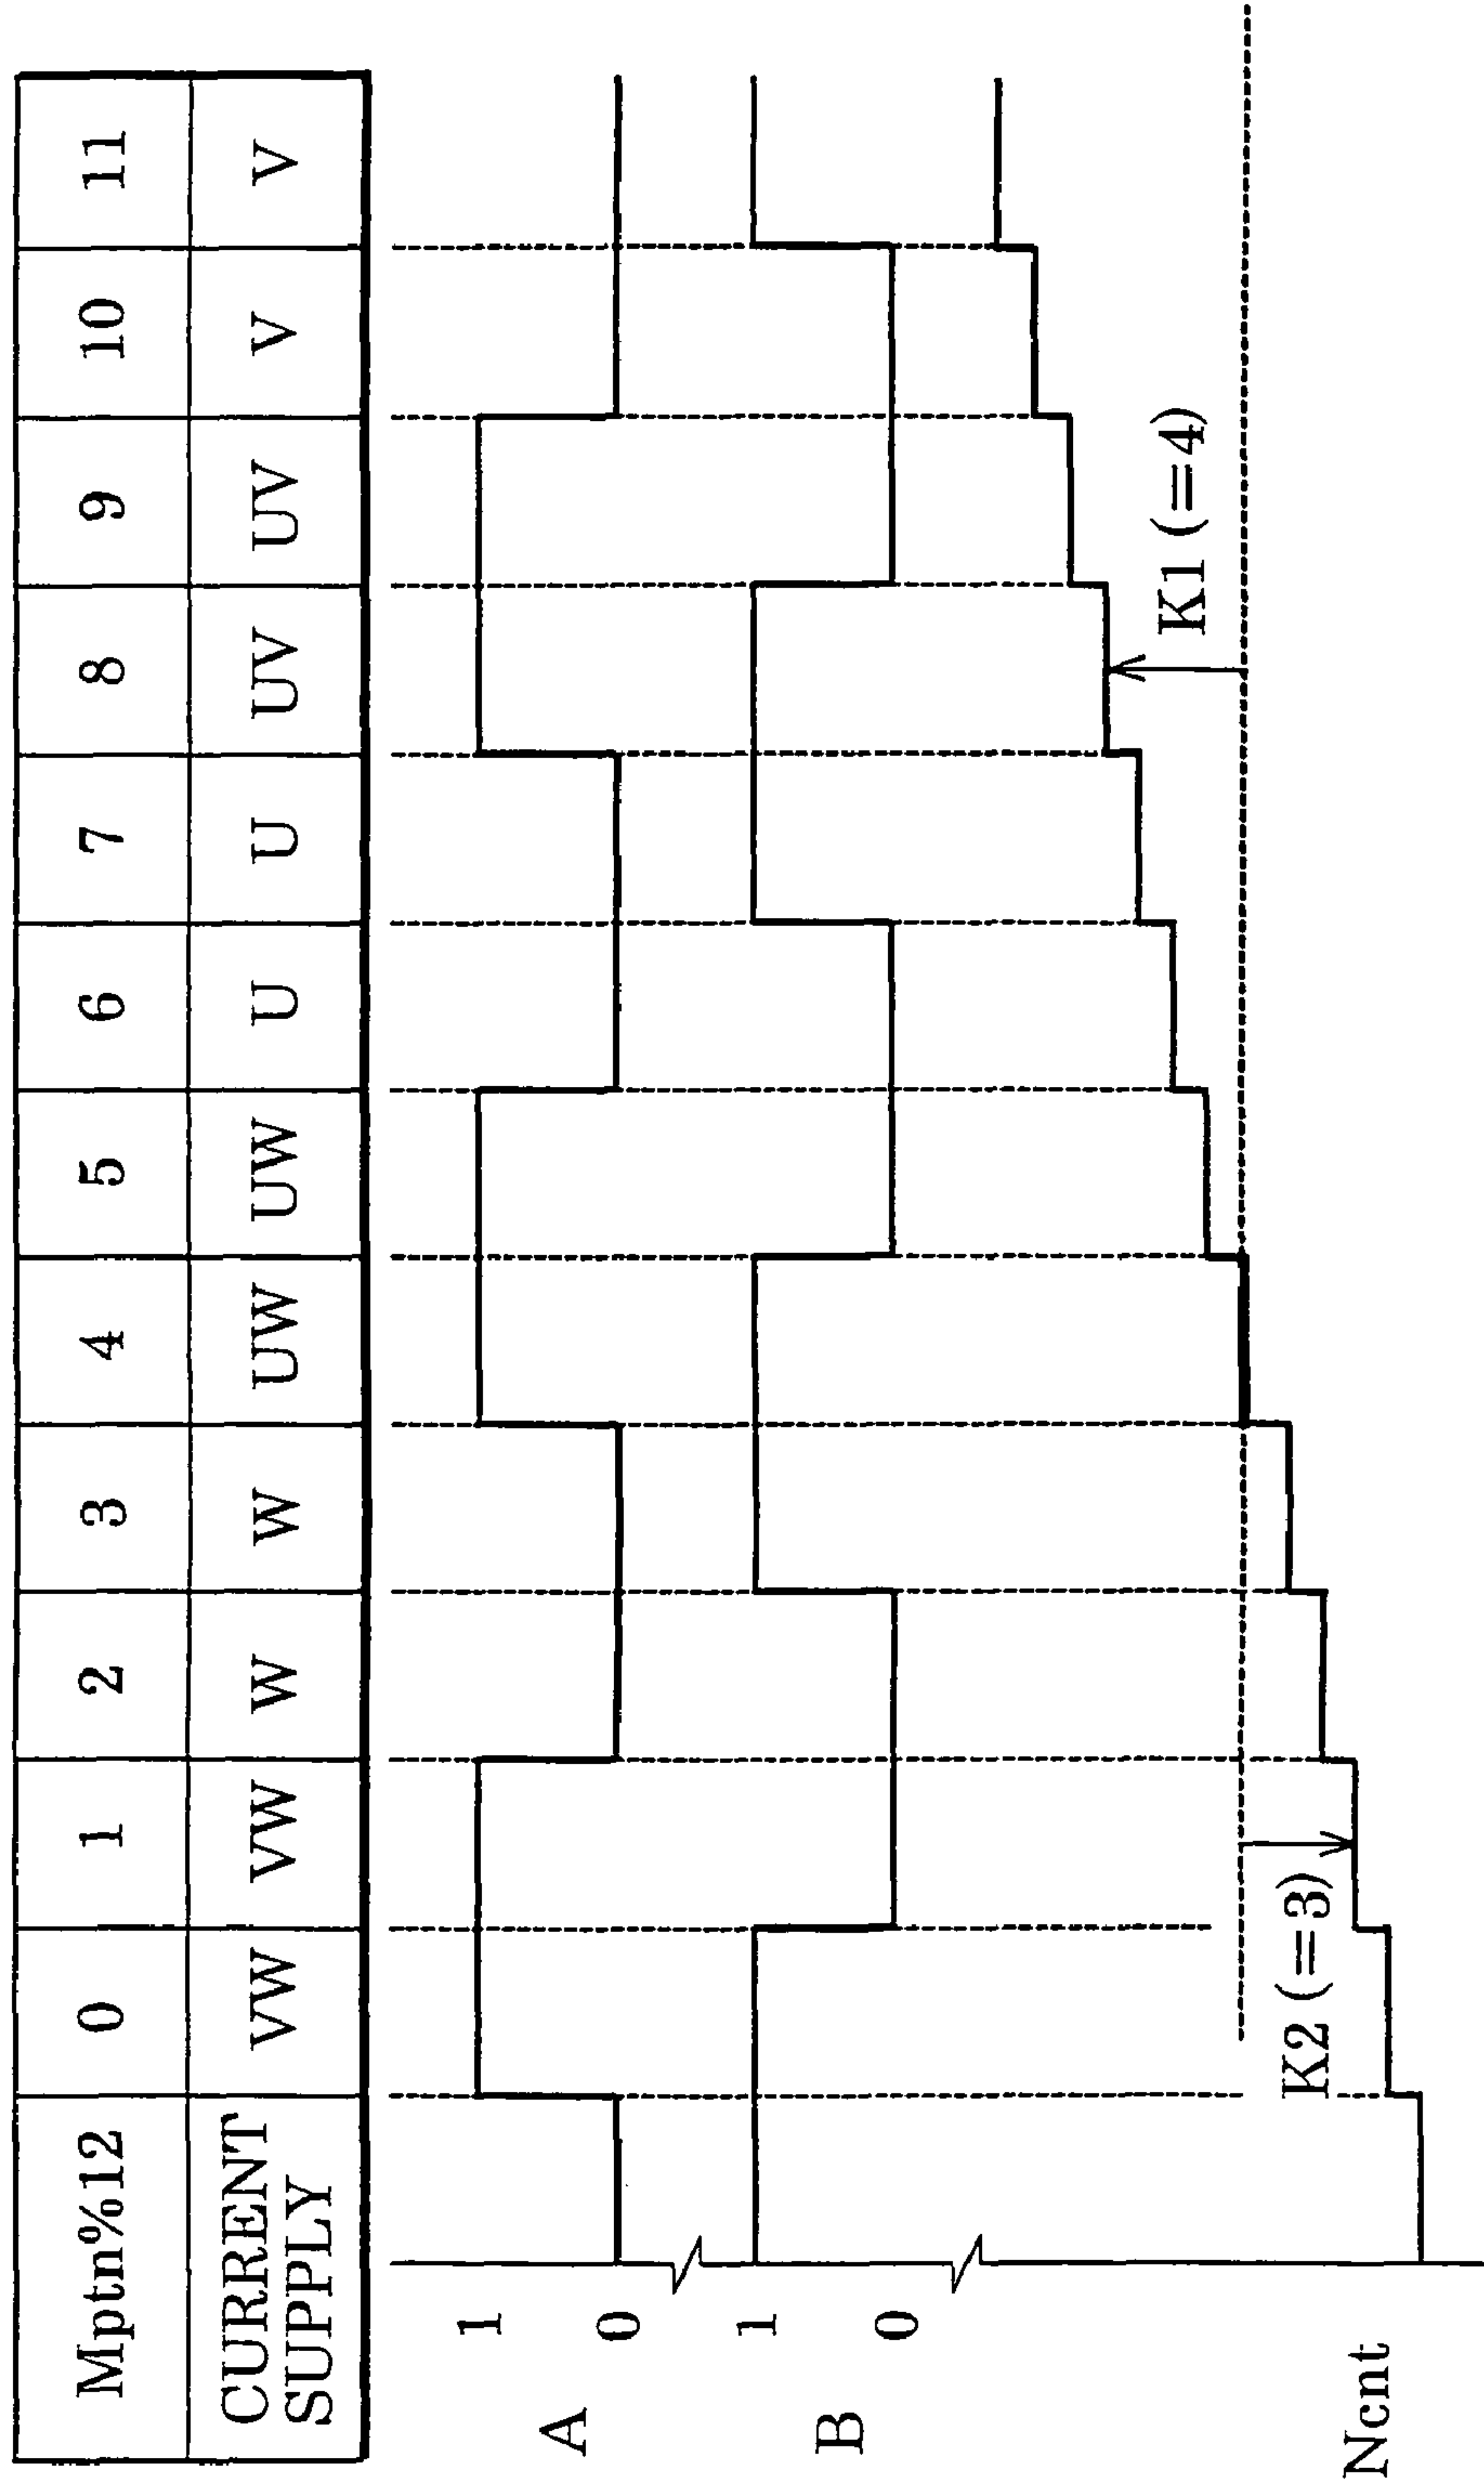 Mptn%12 0 1 2 3 4 5 6 7 8 9 10 11
CURRENT SUPPLY VW VW W W UW UW U U UV UV V V
1
A
0
1
B
0
K1 (=4)
K2 (=3)
Ncnt